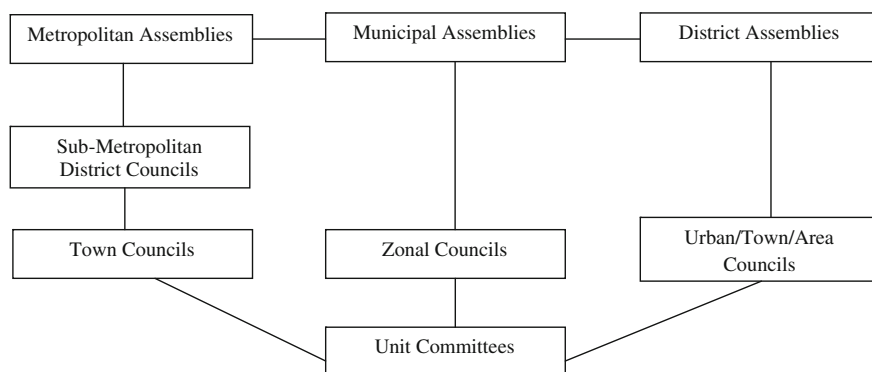 Metropolitan Assemblies
Municipal Assemblies
District Assemblies
Sub-Metropolitan
District Councils
Town Councils
Zonal Councils
Urban/Town/Area
Councils
Unit Committees